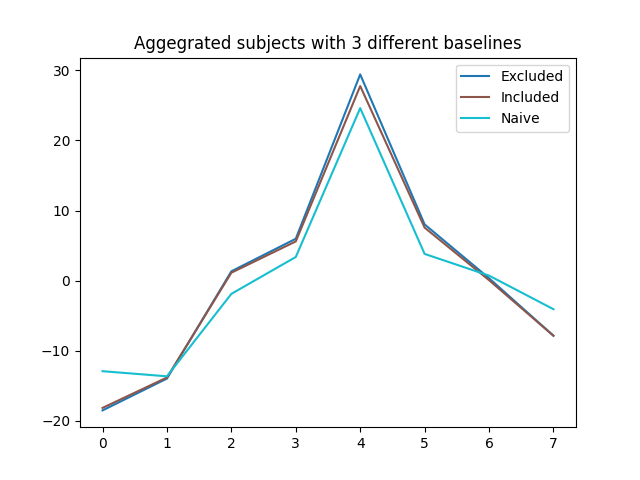 Aggegrated subjects with 3 different baselines
30
20
10
0
−10
−20
0 1 2 3 4 5 6 7
Excluded
Included
Naive